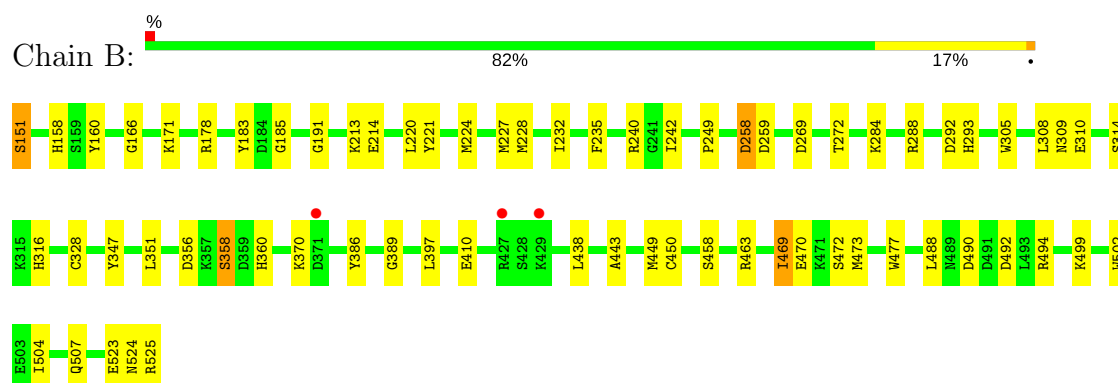 %
Chain B:
82% 17% •
S151 H158 S159 Y160 G166 K171 R178 Y183 D184 G185 G191 K213 E214 L220 Y221 M224 M227 M228 I232 F235 R240 G241 I242 P249 D258 D259 D269 T272 K284 R288 D292 H293 W305 L308 N309 E310
K315 H316 C328 Y347 L351 D356 K357 S358 D359 H360 K370 D371 Y386 G389 L397 E410 R427 S428 K429 L438 A443 M449 C450 S458 R463 I469 E470 K471 S472 M473 W477 L488 N489 D490 D491 D492 L493 R494 K499
E503 I504 Q507 E523 N524 R525